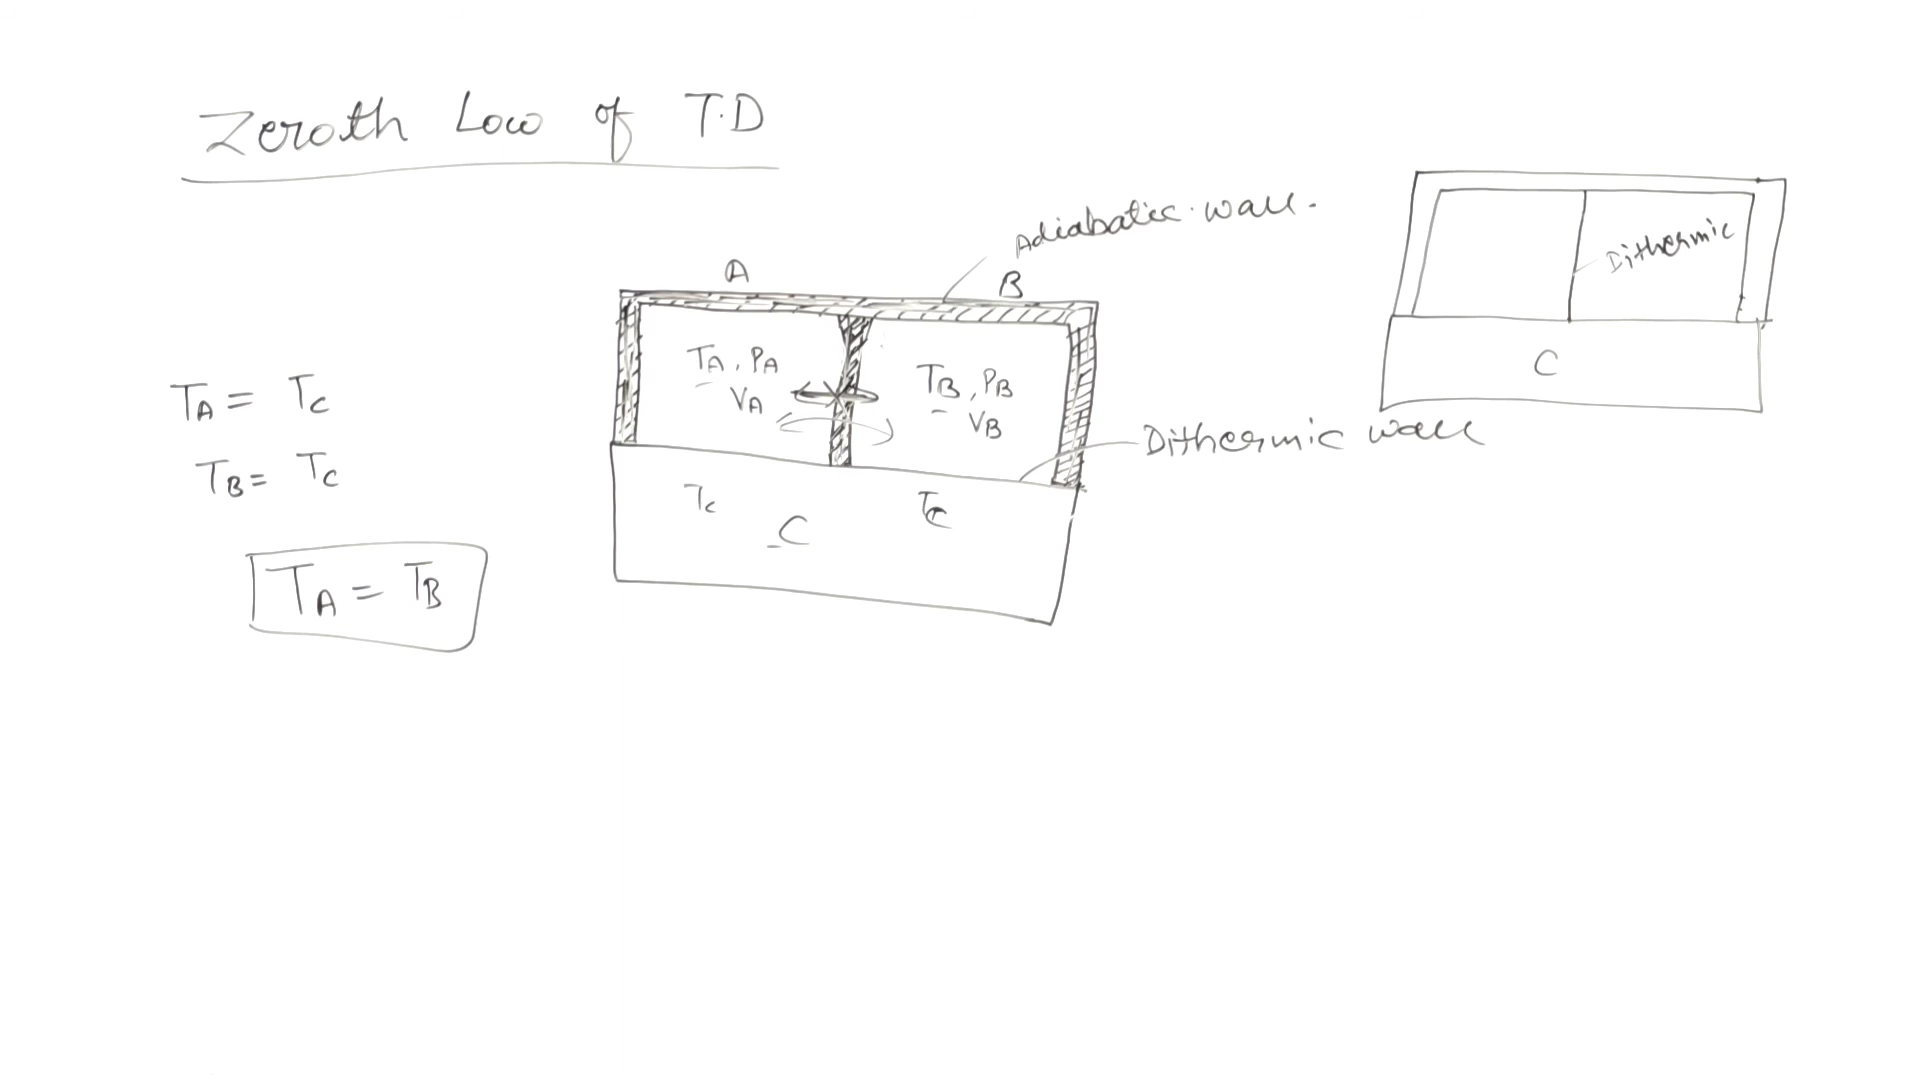 Zeroth Law of T.D
Adiabatic wall.
A
B
Dithermic
TA, PA
VA
TB, PB
VB
C
TA = TC
Dithermic wall
TB = TC
TC
TC
C
TA = TB